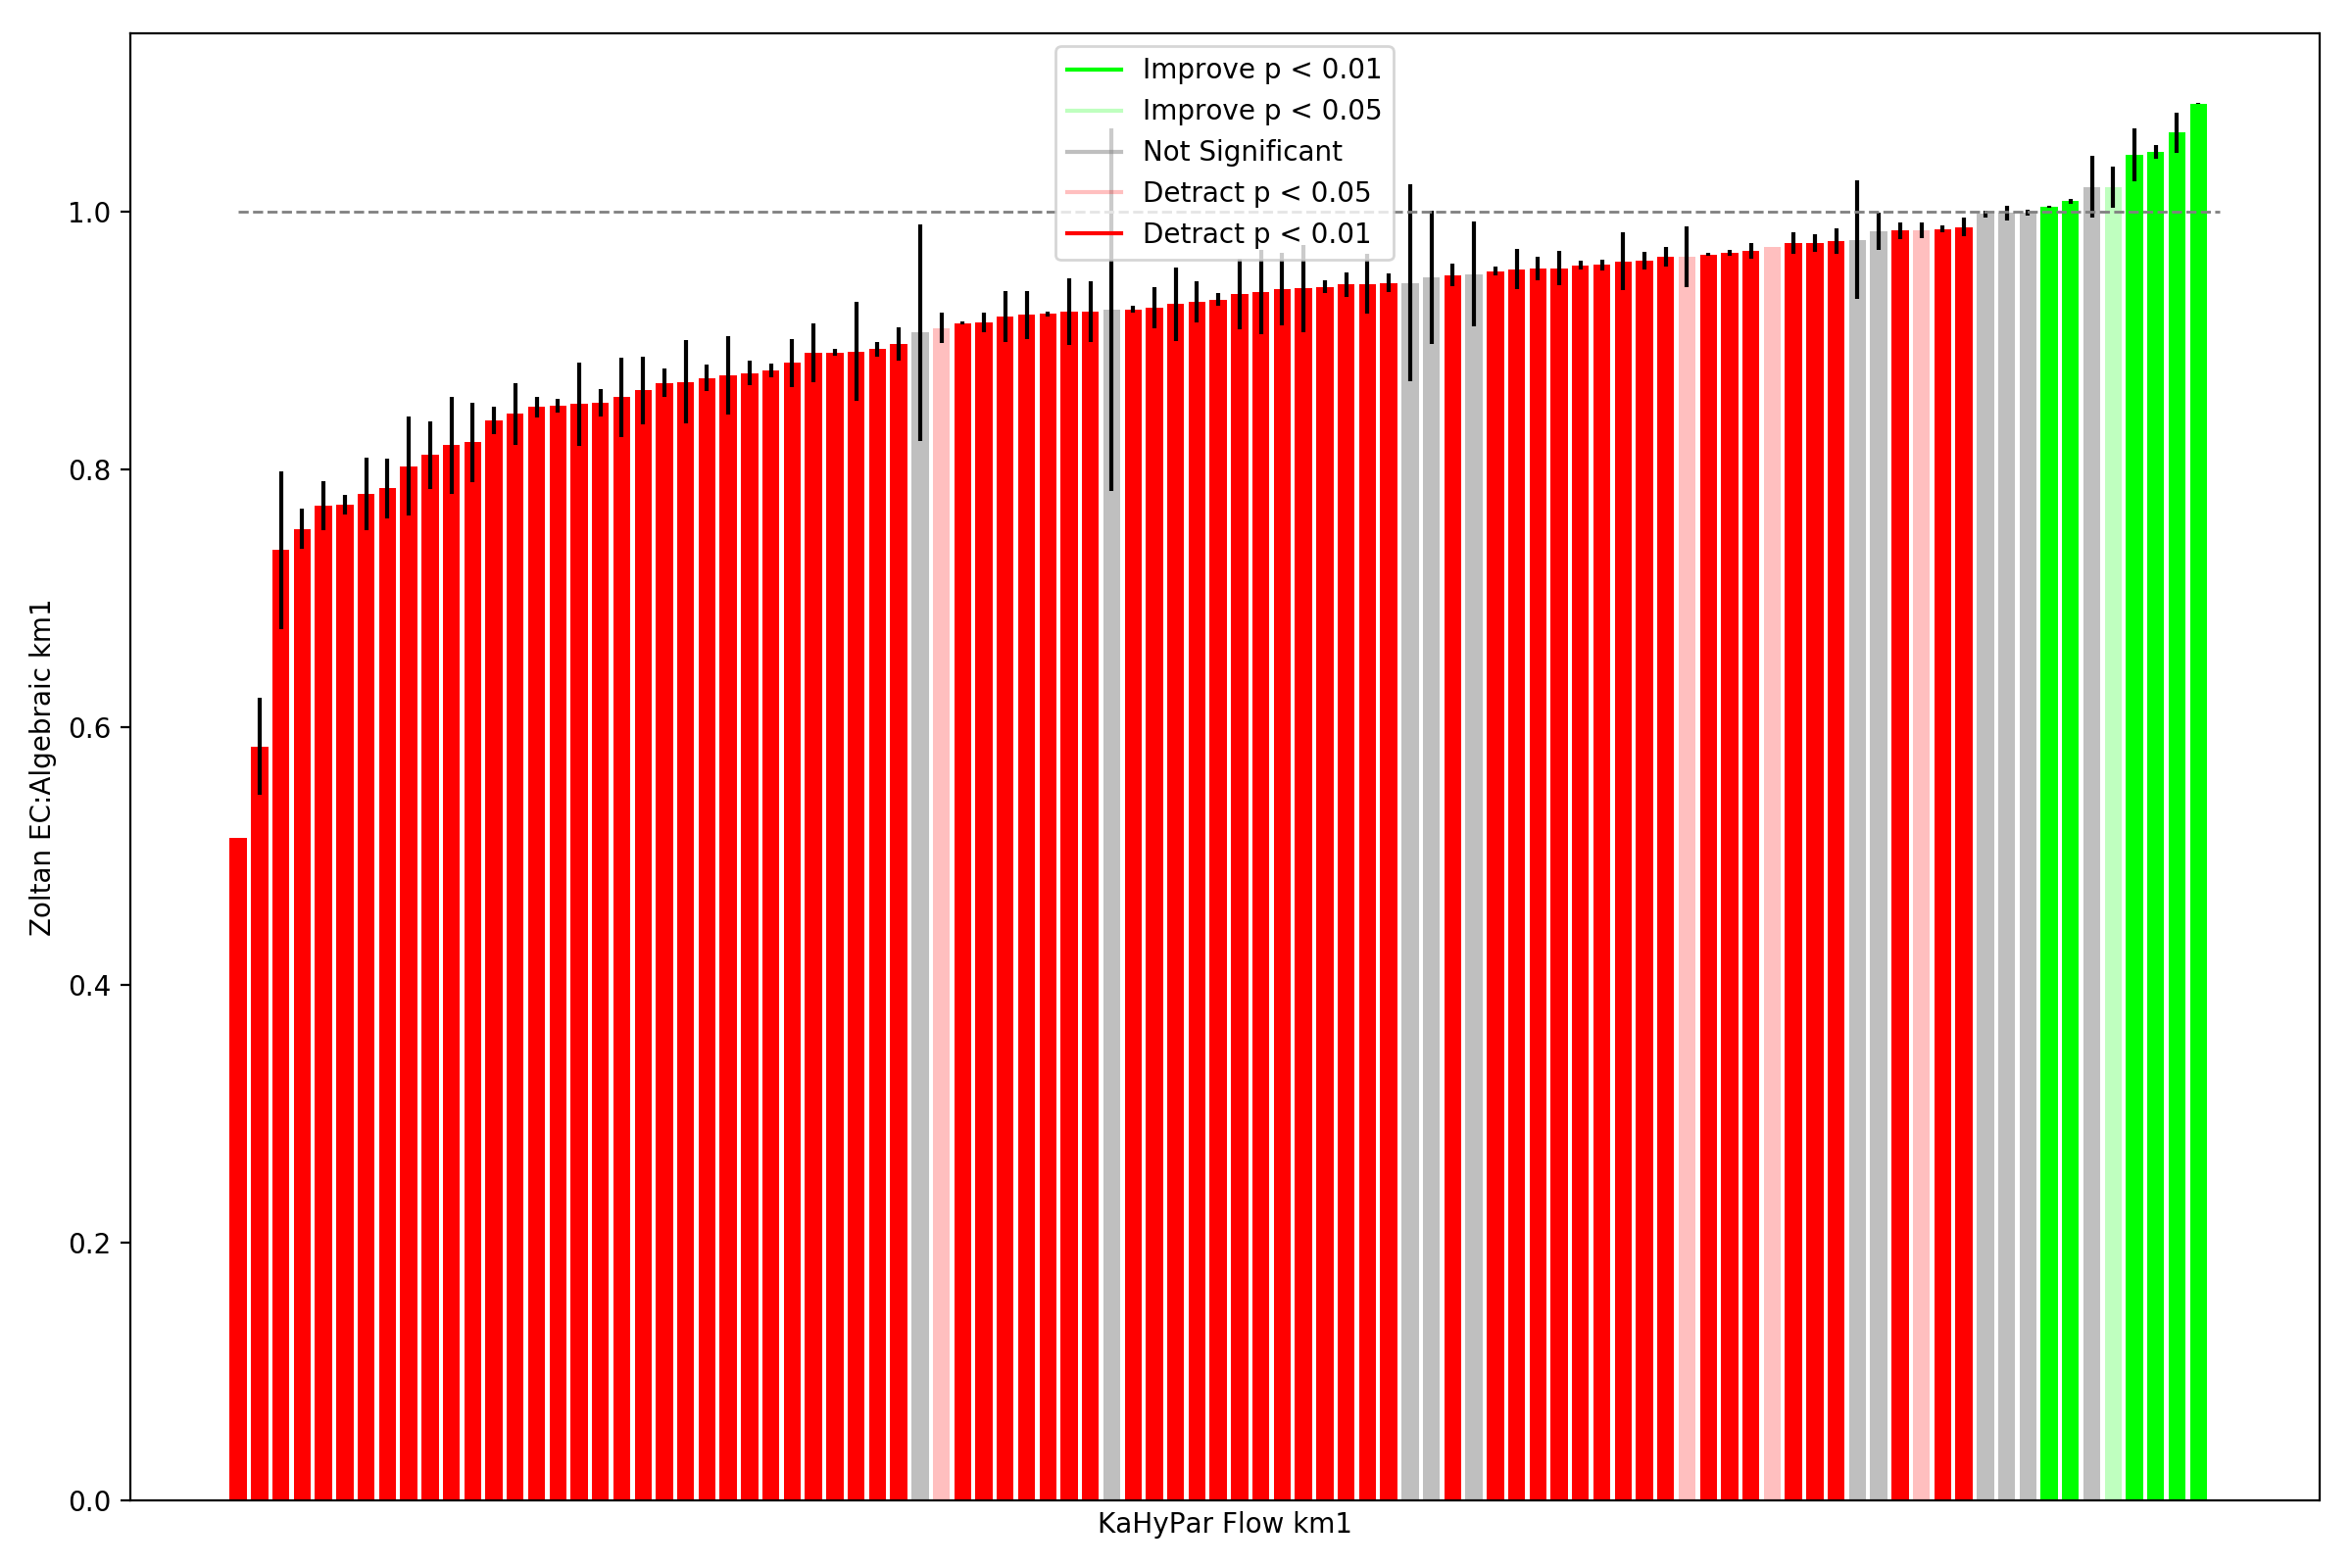 Improve p < 0.01
Improve p < 0.05
Not Significant
Detract p < 0.05
Detract p < 0.01
1.0
0.8
0.6
0.4
0.2
0.0
Zoltan EC:Algebraic km1
KaHyPar Flow km1